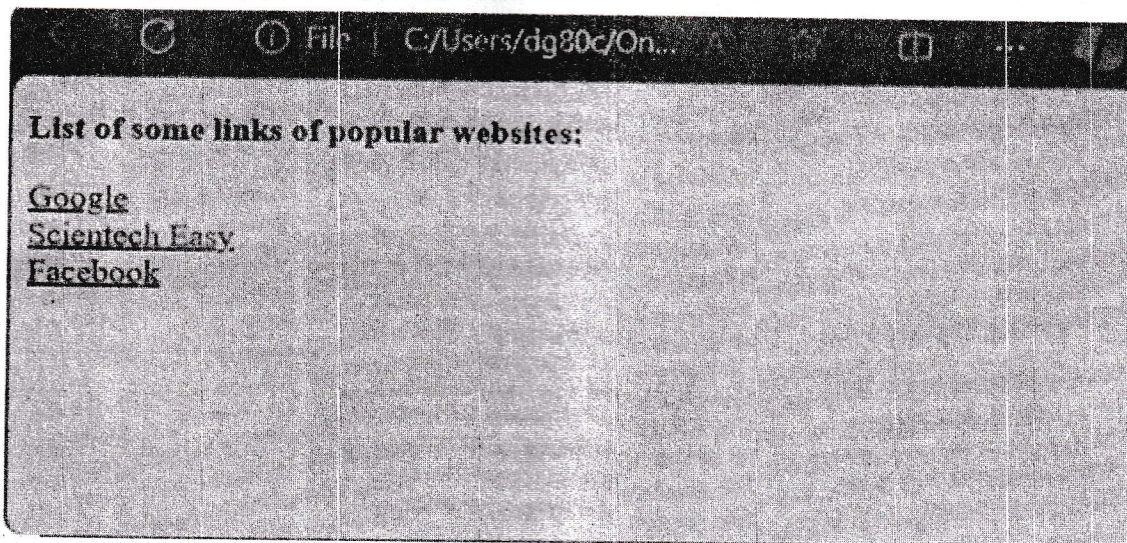 File | C:/Users/dg80c/On... A
List of some links of popular websites:
Google
Scientech Easy
Facebook